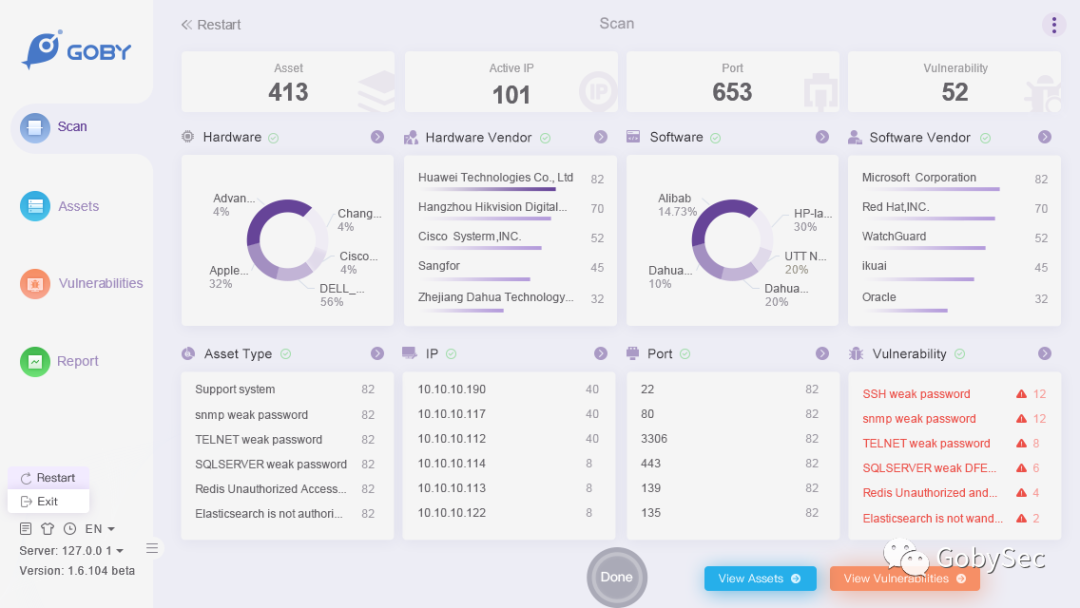 GOBY
Restart
Scan
Scan
Assets
Vulnerabilities
Report
Restart
Exit
EN
Server: 127.0.0 1
Version: 1.6.104 beta
Asset
413
Active IP
101
IP
Port
653
Vulnerability
52
Hardware
Advan...
4%
Chang...
4%
Cisco...
4%
Apple...
32%
DELL_...
56%
Hardware Vendor
Huawei Technologies Co., Ltd 82
Hangzhou Hikvision Digital... 70
Cisco Systerm,INC. 52
Sangfor 45
Zhejiang Dahua Technology... 32
Software
Alibab
14.73%
HP-la...
30%
UTT N...
20%
Dahua...
10%
Dahua...
20%
Software Vendor
Microsoft Corporation 82
Red Hat,INC. 70
WatchGuard 52
ikuai 45
Oracle 32
Asset Type
Support system 82
snmp weak password 82
TELNET weak password 82
SQLSERVER weak password 82
Redis Unauthorized Access... 82
Elasticsearch is not authori... 82
IP
10.10.10.190 40
10.10.10.117 40
10.10.10.112 40
10.10.10.114 8
10.10.10.113 8
10.10.10.122 8
Port
22 82
80 82
3306 82
443 82
139 82
135 82
Vulnerability
SSH weak password 12
snmp weak password 12
TELNET weak password 8
SQLSERVER weak DFE... 6
Redis Unauthorized and... 4
Elasticsearch is not wand... 2
Done
View Assets
View Vulnerabilities
GobySec